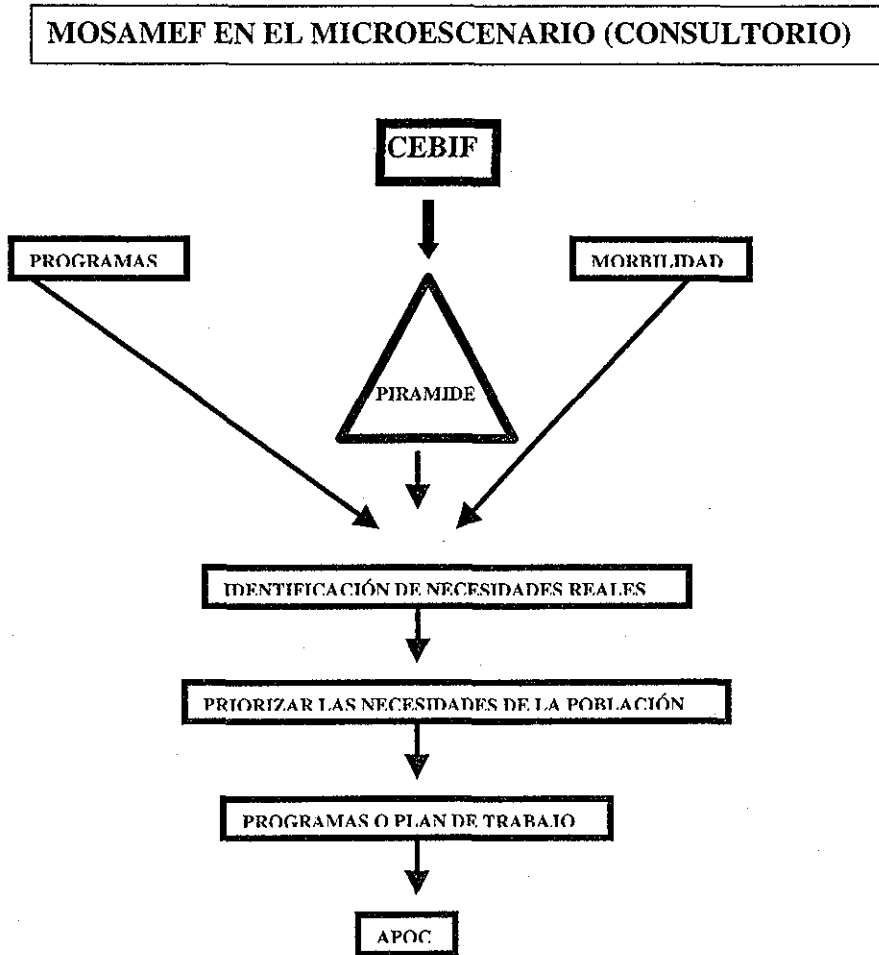 MOSAMEF EN EL MICROESCENARIO (CONSULTORIO)
CEBIF
PROGRAMAS
MORBILIDAD
PIRAMIDE
IDENTIFICACIÓN DE NECESIDADES REALES
PRIORIZAR LAS NECESIDADES DE LA POBLACIÓN
PROGRAMAS O PLAN DE TRABAJO
APOC